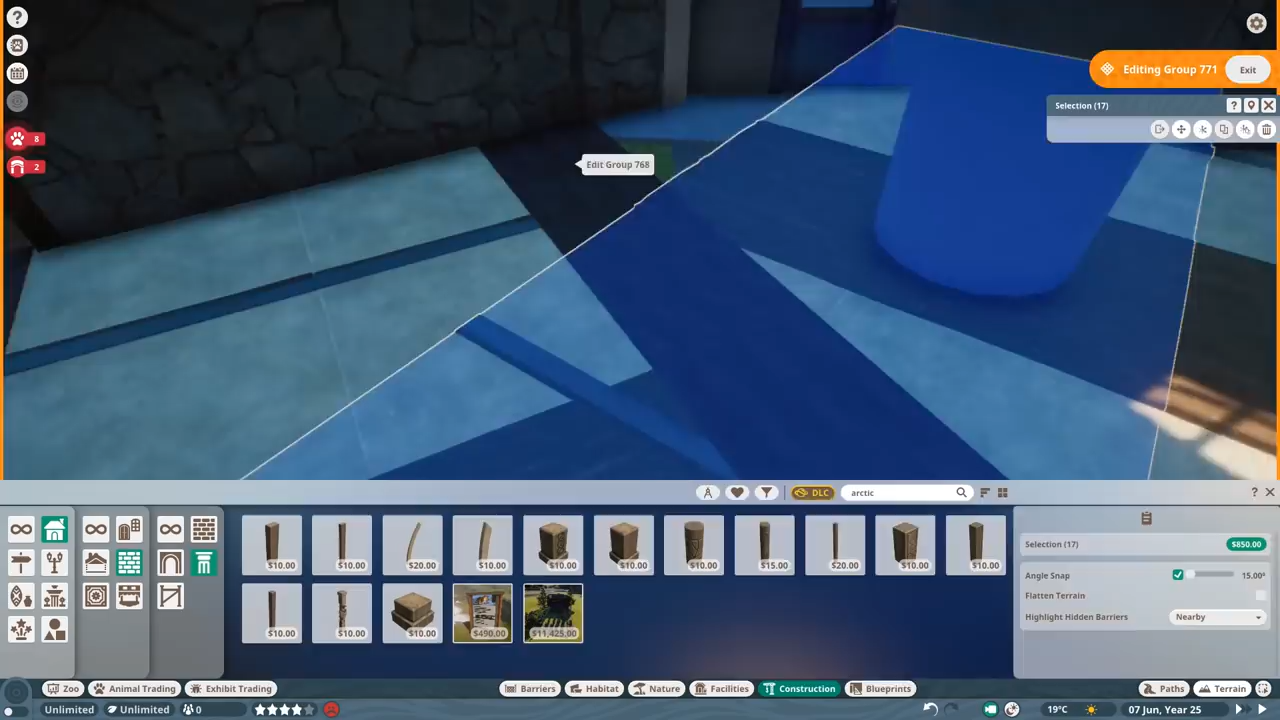 ?
Editing Group 771
Exit
Selection (17)
?
8
2
Edit Group 768
DLC
arctic
?
$10.00
$10.00
$20.00
$10.00
$10.00
$10.00
$10.00
$15.00
$20.00
$10.00
$10.00
$10.00
$10.00
$10.00
$490.00
$11,425.00
Selection (17)
$850.00
Angle Snap
15.00°
Flatten Terrain
Highlight Hidden Barriers
Nearby
Zoo
Animal Trading
Exhibit Trading
Barriers
Habitat
Nature
Facilities
Construction
Blueprints
Paths
Terrain
Unlimited
Unlimited
0
19°C
07 Jun, Year 25